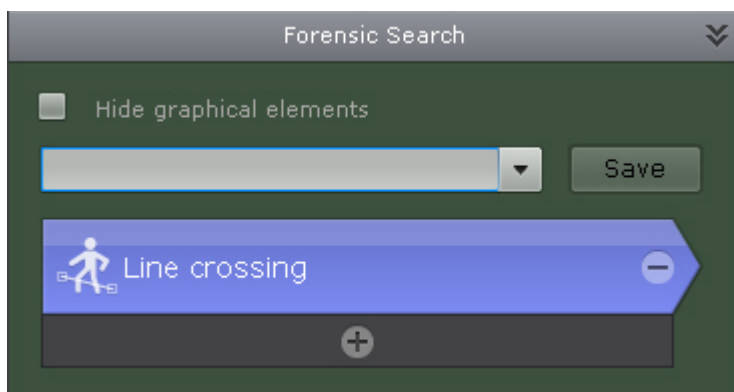 Forensic Search
Hide graphical elements
Save
Line crossing